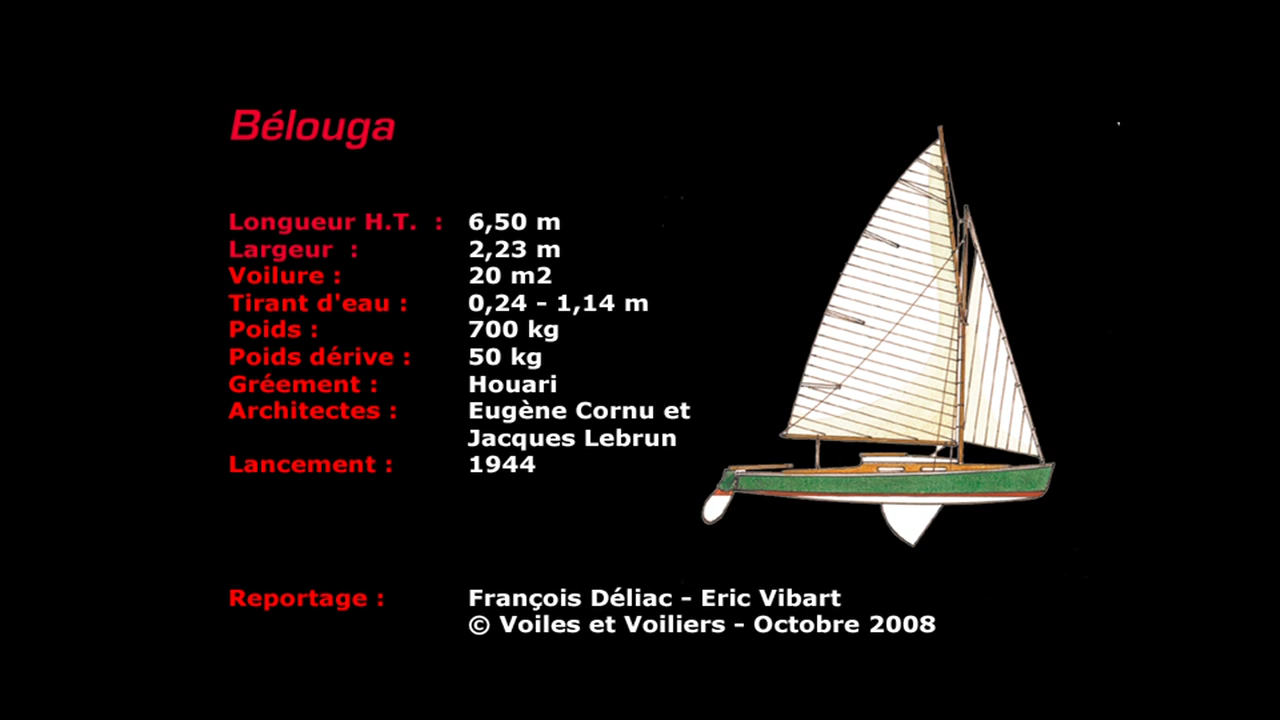 Bélouga
Longueur H.T. : 6,50 m
Largeur : 2,23 m
Voilure : 20 m2
Tirant d'eau : 0,24 - 1,14 m
Poids : 700 kg
Poids dérive : 50 kg
Gréement : Houari
Architectes : Eugène Cornu et
Jacques Lebrun
Lancement : 1944
Reportage : François Déliac - Eric Vibart
© Voiles et Voiliers - Octobre 2008